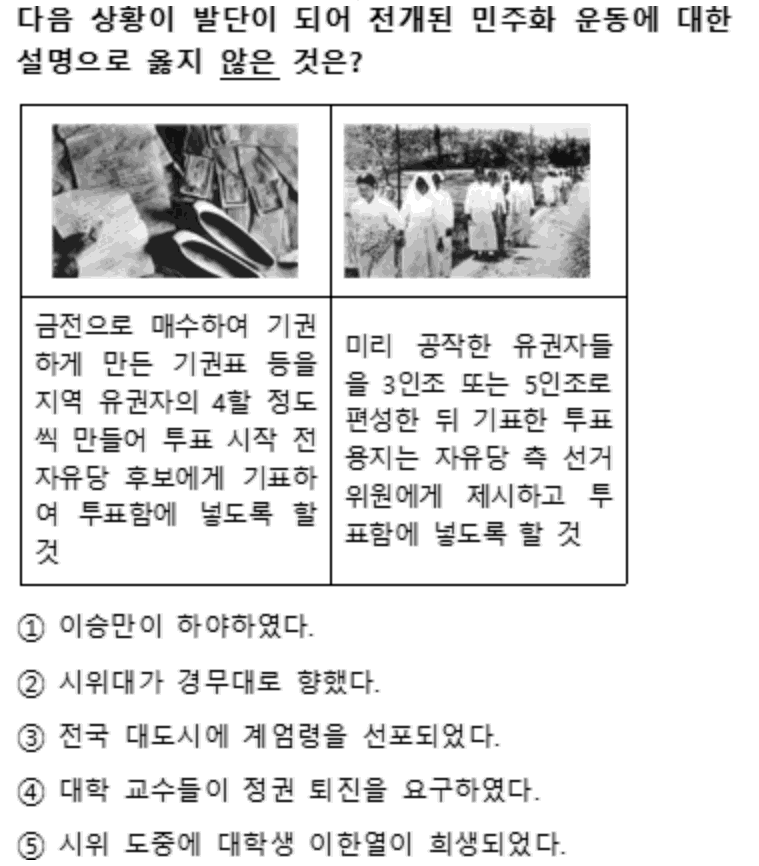 다음 상황이 발단이 되어 전개된 민주화 운동에 대한
설명으로 옳지 않은 것은?
금전으로 매수하여 기권
하게 만든 기권표 등을
지역 유권자의 4할 정도
씩 만들어 투표 시작 전
자유당 후보에게 기표하
여 투표함에 넣도록 할
것
미리 공작한 유권자들
을 3인조 또는 5인조로
편성한 뒤 기표한 투표
용지는 자유당 측 선거
위원에게 제시하고 투
표함에 넣도록 할 것
① 이승만이 하야하였다.
② 시위대가 경무대로 향했다.
③ 전국 대도시에 계엄령을 선포되었다.
④ 대학 교수들이 정권 퇴진을 요구하였다.
⑤ 시위 도중에 대학생 이한열이 희생되었다.